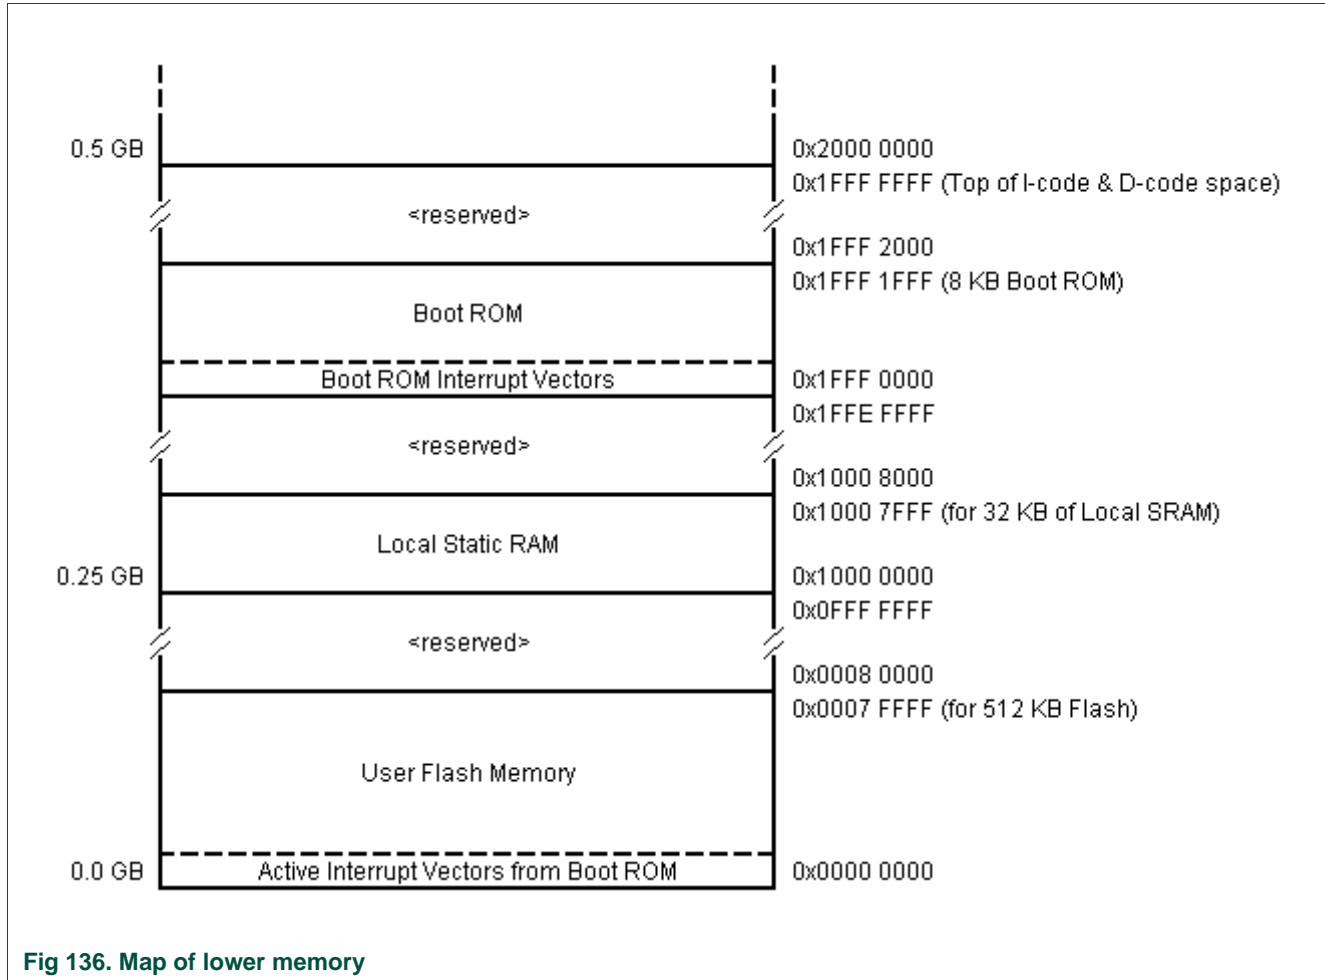 0.5 GB
0x2000 0000
0x1FFF FFFF (Top of I-code & D-code space)
<reserved>
0x1FFF 2000
0x1FFF 1FFF (8 KB Boot ROM)
Boot ROM
Boot ROM Interrupt Vectors
0x1FFF 0000
0x1FFE FFFF
<reserved>
0x1000 8000
0x1000 7FFF (for 32 KB of Local SRAM)
Local Static RAM
0.25 GB
0x1000 0000
0x0FFF FFFF
<reserved>
0x0008 0000
0x0007 FFFF (for 512 KB Flash)
User Flash Memory
0.0 GB
Active Interrupt Vectors from Boot ROM
0x0000 0000
Fig 136. Map of lower memory